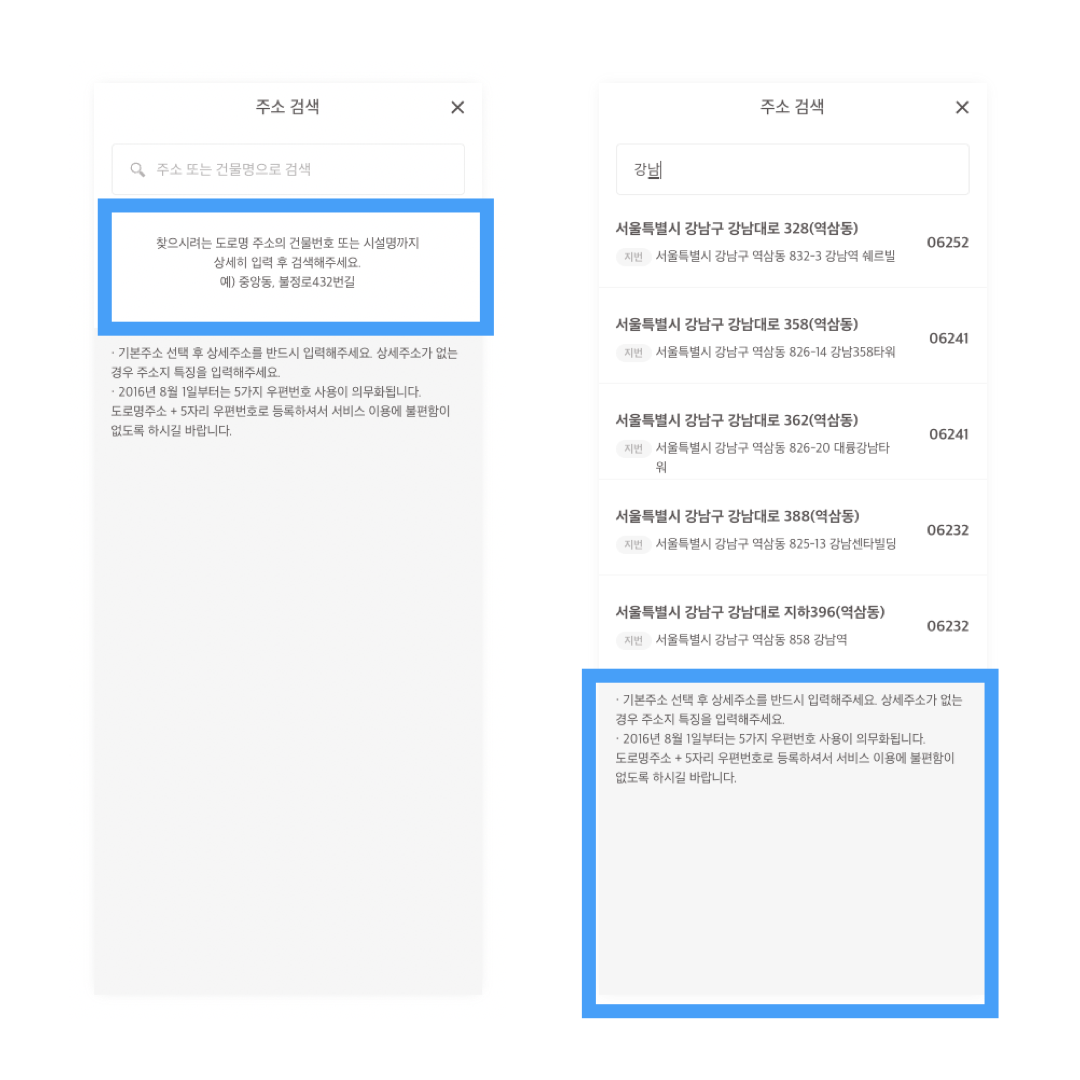 주소 검색
주소 또는 건물명으로 검색
찾으시려는 도로명 주소의 건물번호 또는 시설명까지
상세히 입력 후 검색해주세요.
예) 중앙동, 불정로432번길
· 기본주소 선택 후 상세주소를 반드시 입력해주세요. 상세주소가 없는
경우 주소지 특징을 입력해주세요.
· 2016년 8월 1일부터는 5가지 우편번호 사용이 의무화됩니다.
도로명주소 + 5자리 우편번호로 등록하셔서 서비스 이용에 불편함이
없도록 하시길 바랍니다.
주소 검색
강남
서울특별시 강남구 강남대로 328(역삼동)
06252
지번 서울특별시 강남구 역삼동 832-3 강남역 쉐르빌
서울특별시 강남구 강남대로 358(역삼동)
06241
지번 서울특별시 강남구 역삼동 826-14 강남358타워
서울특별시 강남구 강남대로 362(역삼동)
06241
지번 서울특별시 강남구 역삼동 826-20 대륭강남타
워
서울특별시 강남구 강남대로 388(역삼동)
06232
지번 서울특별시 강남구 역삼동 825-13 강남센타빌딩
서울특별시 강남구 강남대로 지하396(역삼동)
06232
지번 서울특별시 강남구 역삼동 858 강남역
· 기본주소 선택 후 상세주소를 반드시 입력해주세요. 상세주소가 없는
경우 주소지 특징을 입력해주세요.
· 2016년 8월 1일부터는 5가지 우편번호 사용이 의무화됩니다.
도로명주소 + 5자리 우편번호로 등록하셔서 서비스 이용에 불편함이
없도록 하시길 바랍니다.